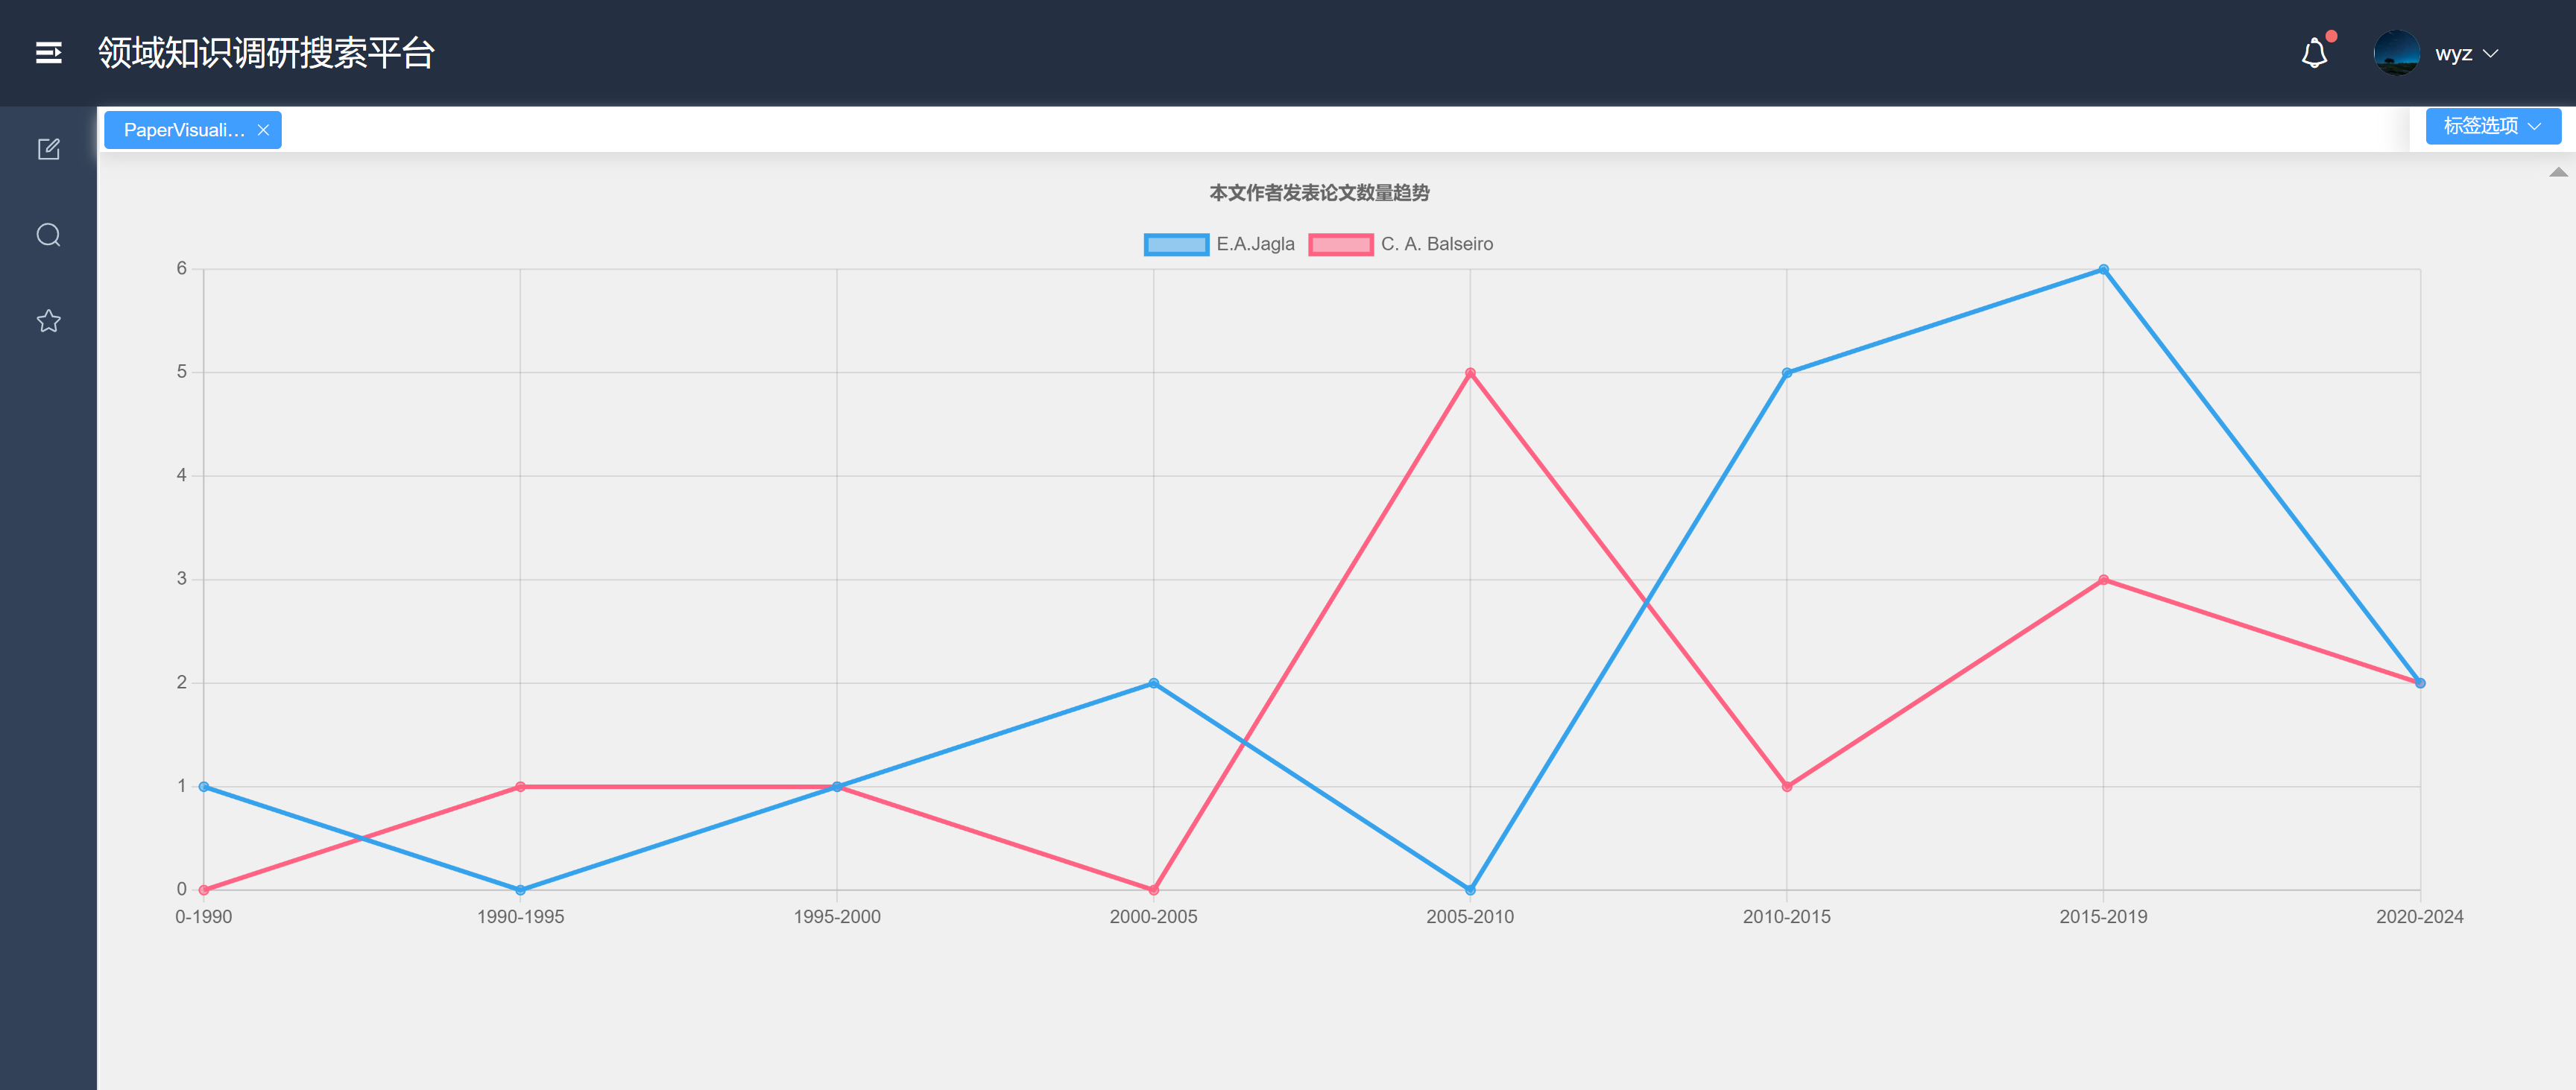 领域知识调研搜索平台
wyz
PaperVisuali...
标签选项
本文作者发表论文数量趋势
E.A.Jagla
C. A. Balseiro
6
5
4
3
2
1
0
0-1990
1990-1995
1995-2000
2000-2005
2005-2010
2010-2015
2015-2019
2020-2024